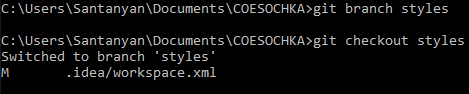 C:\Users\Santanyan\Documents\COESOCHKA>git branch styles
C:\Users\Santanyan\Documents\COESOCHKA>git checkout styles
Switched to branch 'styles'
M       .idea/workspace.xml